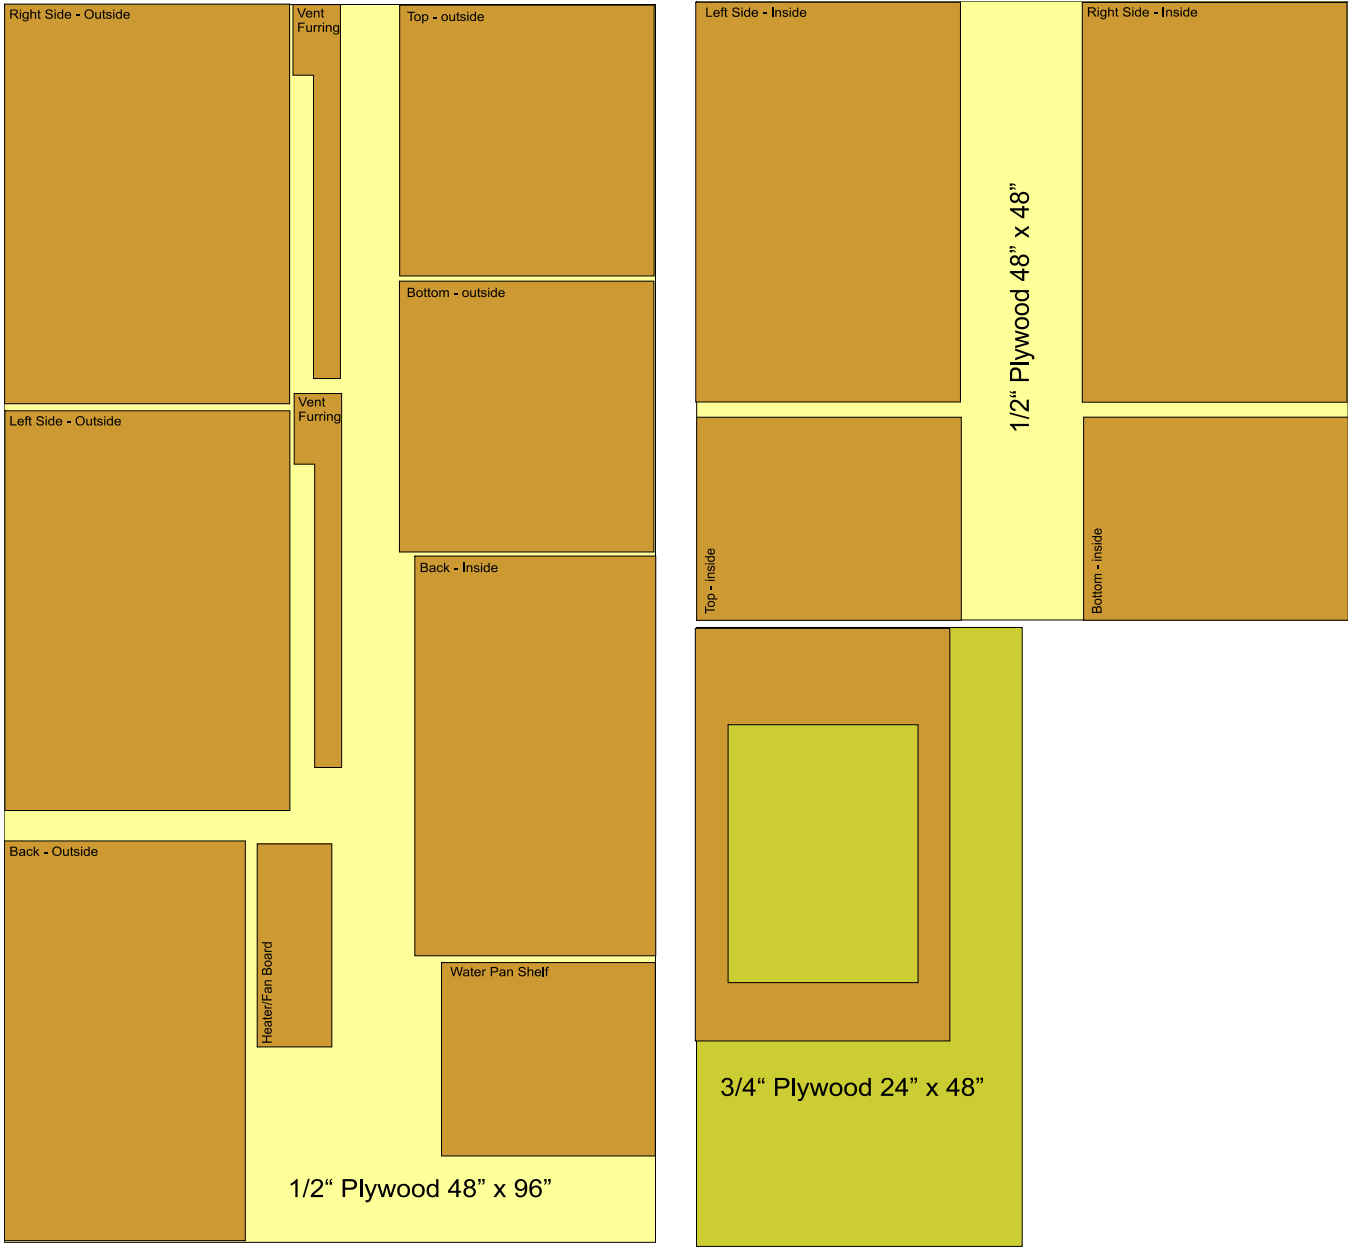 Right Side - Outside
Vent
Furring
Top - outside
Left Side - Inside
Right Side - Inside
1/2“ Plywood 48” x 48”
Bottom - outside
Vent
Furring
Left Side - Outside
Back - Inside
Top - inside
Bottom - inside
Back - Outside
Heater/Fan Board
Water Pan Shelf
3/4“ Plywood 24” x 48”
1/2“ Plywood 48” x 96”